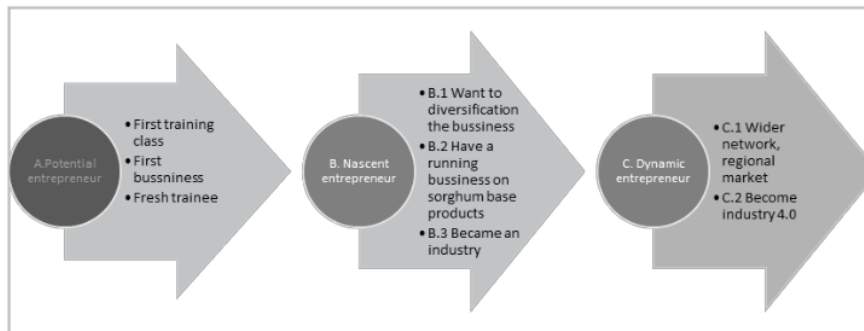 A.Potential
entrepreneur
• First training
class
• First
bussniness
• Fresh trainee
B. Nascent
entrepreneur
• B.1 Want to
diversification
the bussiness
• B.2 Have a
running
bussiness on
sorghum base
products
• B.3 Became an
industry
C. Dynamic
entrepreneur
• C.1 Wider
network,
regional
market
• C.2 Become
industry 4.0